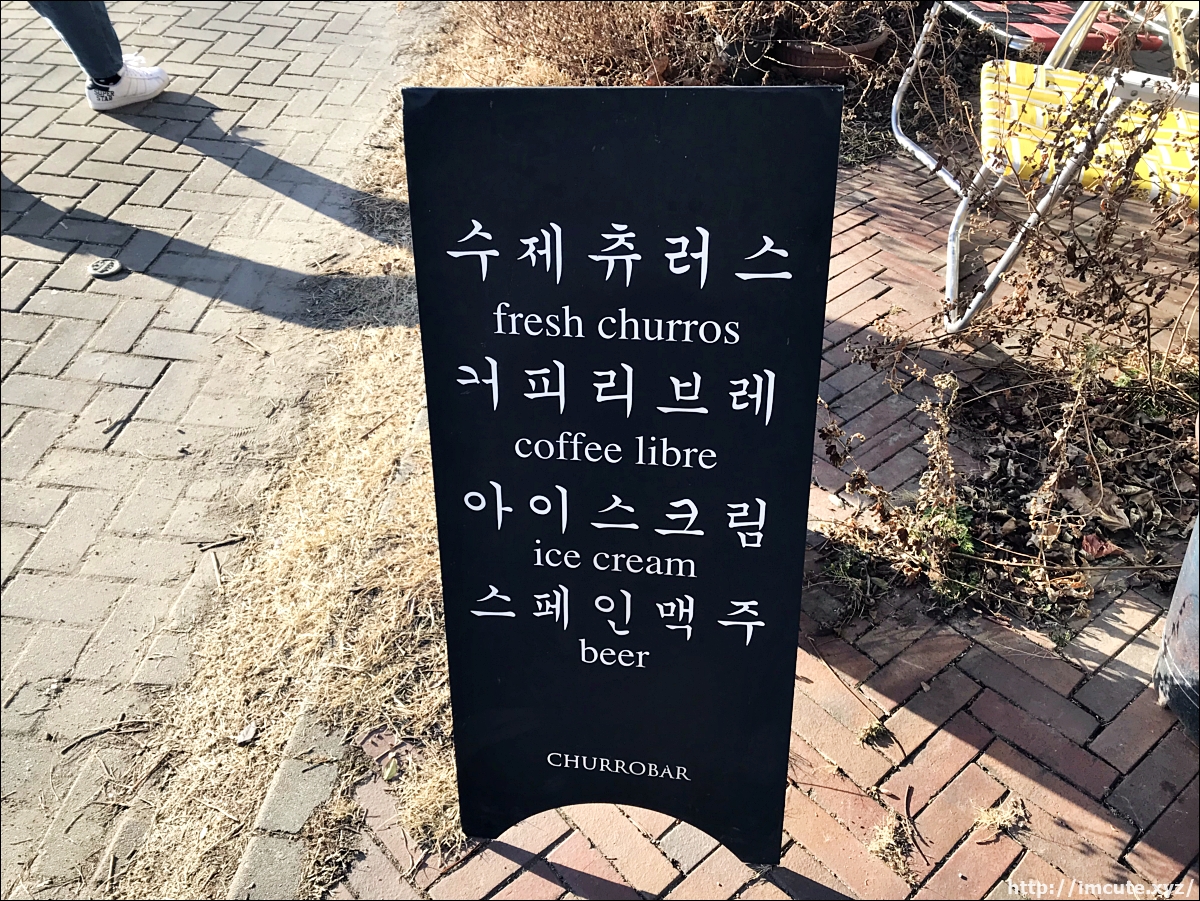 수제츄러스
fresh churros
커피리브레
coffee libre
아이스크림
ice cream
스페인맥주
beer
CHURROBAR
http://imcute.xyz/